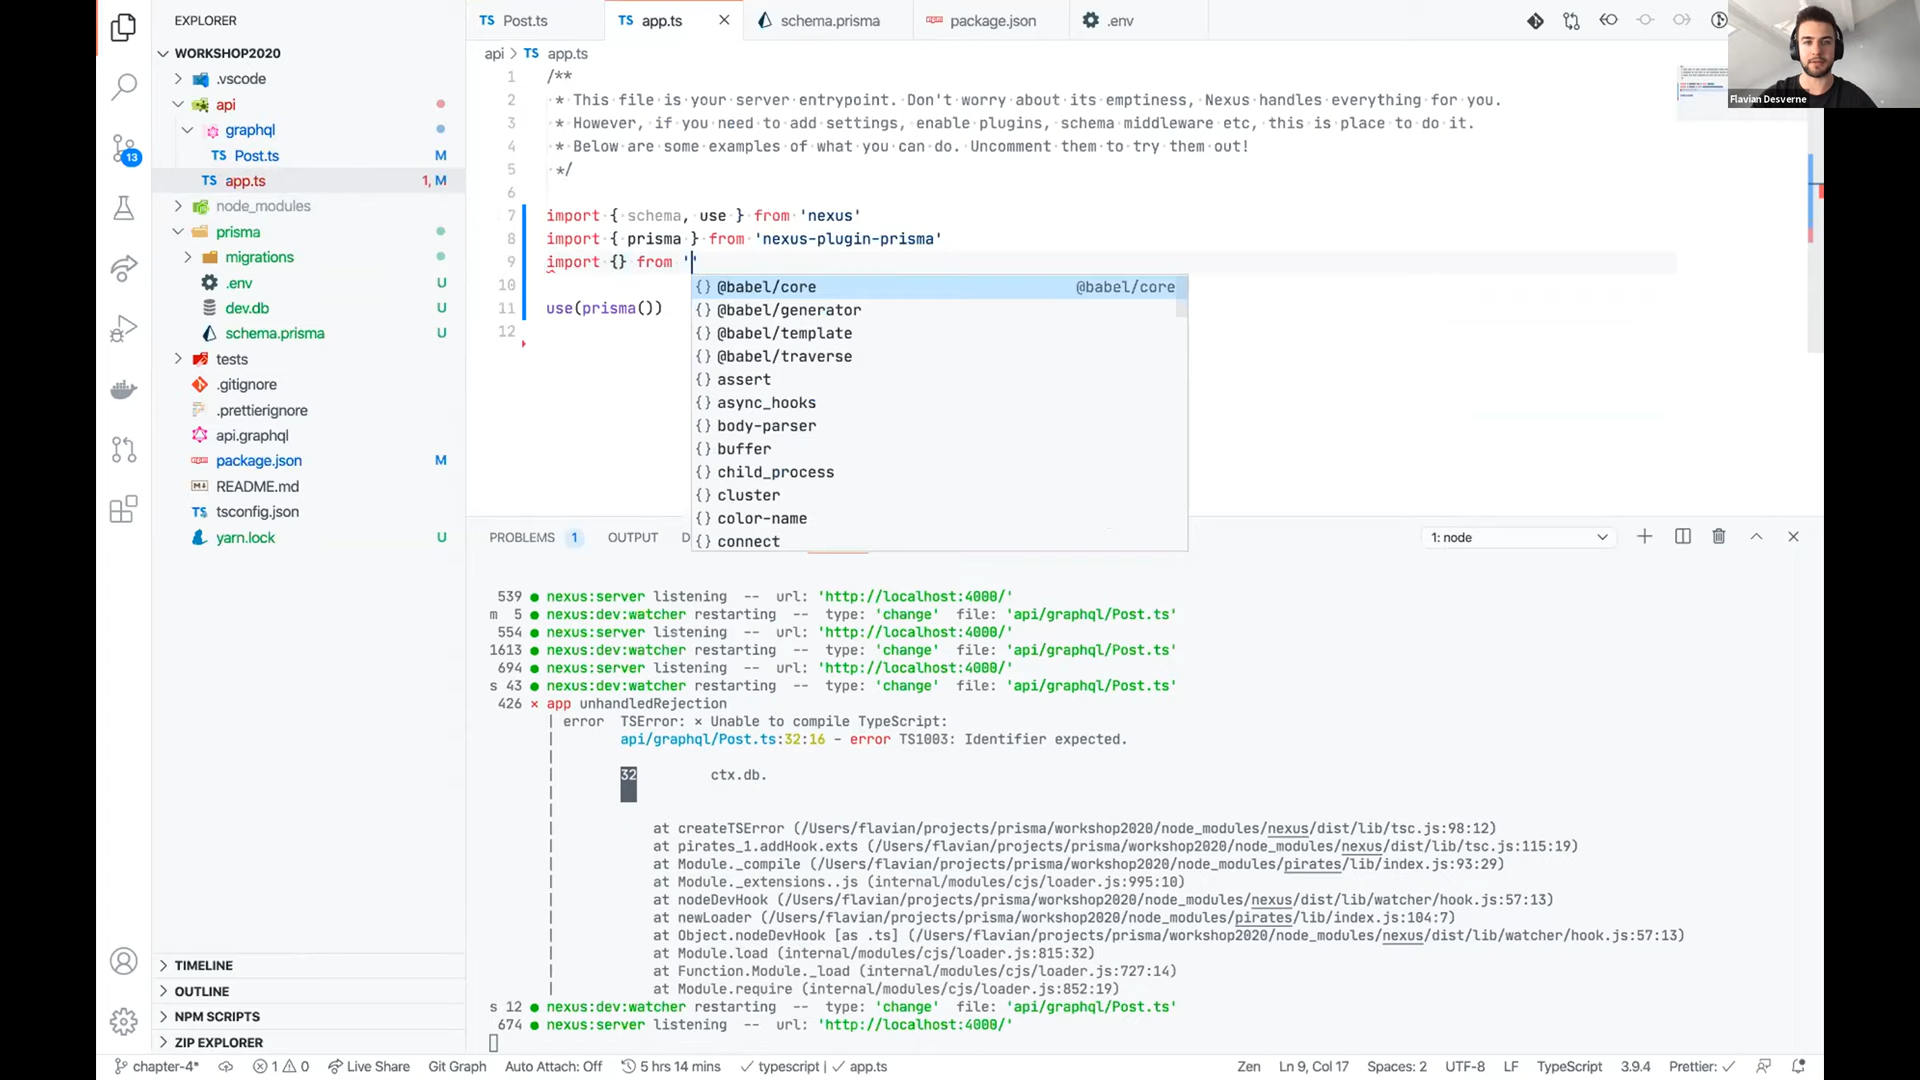 EXPLORER
Post.ts
app.ts
schema.prisma
package.json
.env
WORKSHOP2020
.vscode
api
graphql
Post.ts M
app.ts 1, M
node_modules
prisma
migrations
.env U
dev.db U
schema.prisma U
tests
.gitignore
.prettierignore
api.graphql
package.json M
README.md
tsconfig.json
yarn.lock U
TIMELINE
OUTLINE
NPM SCRIPTS
ZIP EXPLORER
13
api > TS app.ts
1 /**
2 * This file is your server entrypoint. Don't worry about its emptiness, Nexus handles everything for you.
3 * However, if you need to add settings, enable plugins, schema middleware etc, this is place to do it.
4 * Below are some examples of what you can do. Uncomment them to try them out!
5 */
6
7 import { schema, use } from 'nexus'
8 import { prisma } from 'nexus-plugin-prisma'
9 import {} from ''
10
11 use(prisma())
12
{} @babel/core @babel/core
{} @babel/generator
{} @babel/template
{} @babel/traverse
{} assert
{} async_hooks
{} body-parser
{} buffer
{} child_process
{} cluster
{} color-name
{} connect
Flavian Desverne
PROBLEMS 1 OUTPUT D
1: node
539 ● nexus:server listening -- url: 'http://localhost:4000/'
m 5 ● nexus:dev:watcher restarting -- type: 'change' file: 'api/graphql/Post.ts'
554 ● nexus:server listening -- url: 'http://localhost:4000/'
1613 ● nexus:dev:watcher restarting -- type: 'change' file: 'api/graphql/Post.ts'
694 ● nexus:server listening -- url: 'http://localhost:4000/'
s 43 ● nexus:dev:watcher restarting -- type: 'change' file: 'api/graphql/Post.ts'
426 × app unhandledRejection
| error TSError: × Unable to compile TypeScript:
| api/graphql/Post.ts:32:16 - error TS1003: Identifier expected.
|
| 32 ctx.db.
|
|
| at createTSError (/Users/flavian/projects/prisma/workshop2020/node_modules/nexus/dist/lib/tsc.js:98:12)
| at pirates_1.addHook.exts (/Users/flavian/projects/prisma/workshop2020/node_modules/nexus/dist/lib/tsc.js:115:19)
| at Module._compile (/Users/flavian/projects/prisma/workshop2020/node_modules/pirates/lib/index.js:93:29)
| at Module._extensions..js (internal/modules/cjs/loader.js:995:10)
| at nodeDevHook (/Users/flavian/projects/prisma/workshop2020/node_modules/nexus/dist/lib/watcher/hook.js:57:13)
| at newLoader (/Users/flavian/projects/prisma/workshop2020/node_modules/pirates/lib/index.js:104:7)
| at Object.nodeDevHook [as .ts] (/Users/flavian/projects/prisma/workshop2020/node_modules/nexus/dist/lib/watcher/hook.js:57:13)
| at Module.load (internal/modules/cjs/loader.js:815:32)
| at Function.Module._load (internal/modules/cjs/loader.js:727:14)
| at Module.require (internal/modules/cjs/loader.js:852:19)
s 12 ● nexus:dev:watcher restarting -- type: 'change' file: 'api/graphql/Post.ts'
674 ● nexus:server listening -- url: 'http://localhost:4000/'
chapter-4* 1 0 Live Share Git Graph Auto Attach: Off 5 hrs 14 mins typescript | app.ts Zen Ln 9, Col 17 Spaces: 2 UTF-8 LF TypeScript 3.9.4 Prettier: ✓